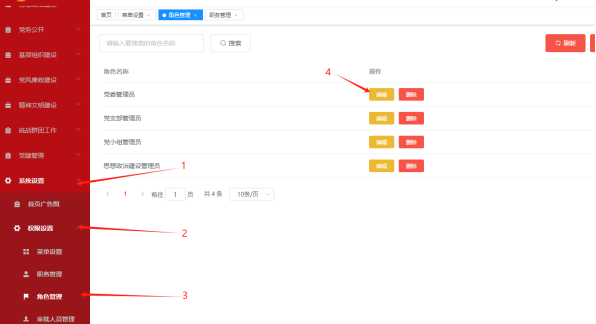 首页 菜单设置 × 角色管理 × 职务管理 ×
党务公开
基层组织建设
党风廉政建设
精神文明建设
统战群团工作
党建管理
系统设置
首页广告图
权限设置
菜单设置
职务管理
角色管理
审批人员管理
请输入要搜索的角色名称 搜索 刷新
角色名称 操作
党委管理员 编辑 删除
党支部管理员 编辑 删除
党小组管理员 编辑 删除
思想政治建设管理员 编辑 删除
< 1 > 前往 1 页 共 4 条 10条/页
1
2
3
4